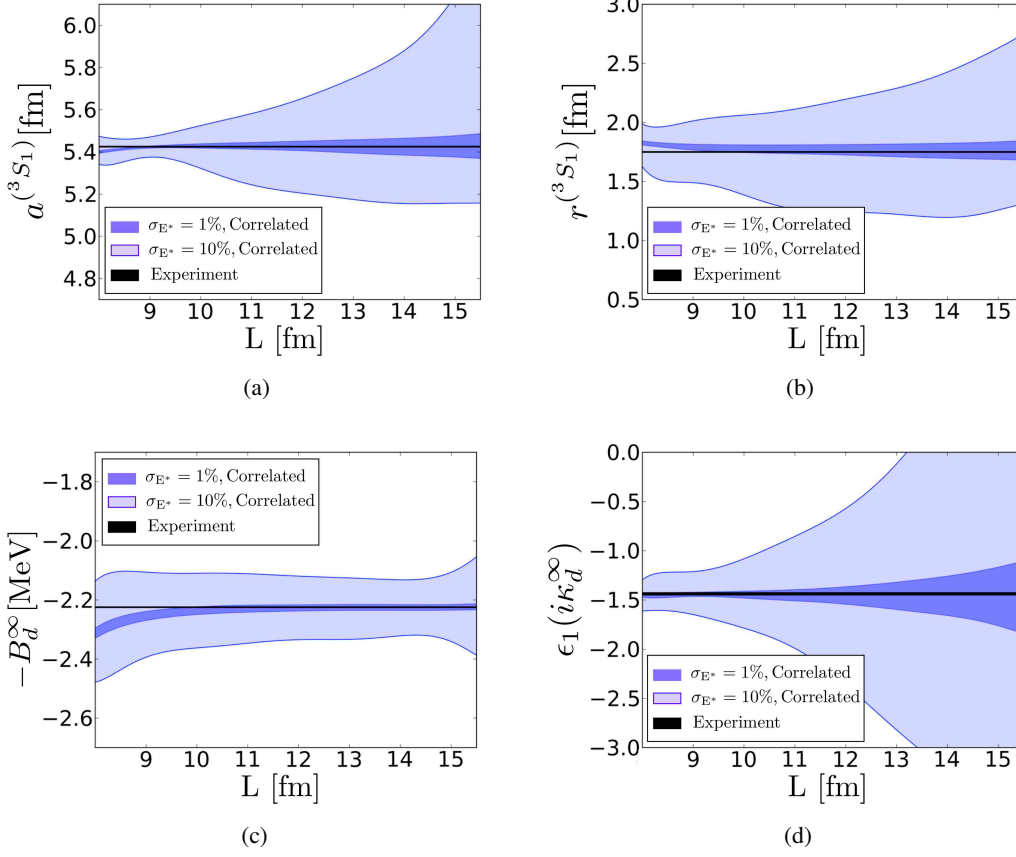 6.0
5.8
5.6
5.4
5.2
5.0
4.8
a^(³S₁) [fm]
σ_E* = 1%, Correlated
σ_E* = 10%, Correlated
Experiment
9 10 11 12 13 14 15
L [fm]
(a)
3.0
2.5
2.0
1.5
1.0
0.5
r^(³S₁) [fm]
σ_E* = 1%, Correlated
σ_E* = 10%, Correlated
Experiment
9 10 11 12 13 14 15
L [fm]
(b)
−1.8
−2.0
−2.2
−2.4
−2.6
−B_d^∞ [MeV]
σ_E* = 1%, Correlated
σ_E* = 10%, Correlated
Experiment
9 10 11 12 13 14 15
L [fm]
(c)
0.0
−0.5
−1.0
−1.5
−2.0
−2.5
−3.0
ϵ₁(iκ_d^∞)
σ_E* = 1%, Correlated
σ_E* = 10%, Correlated
Experiment
9 10 11 12 13 14 15
L [fm]
(d)